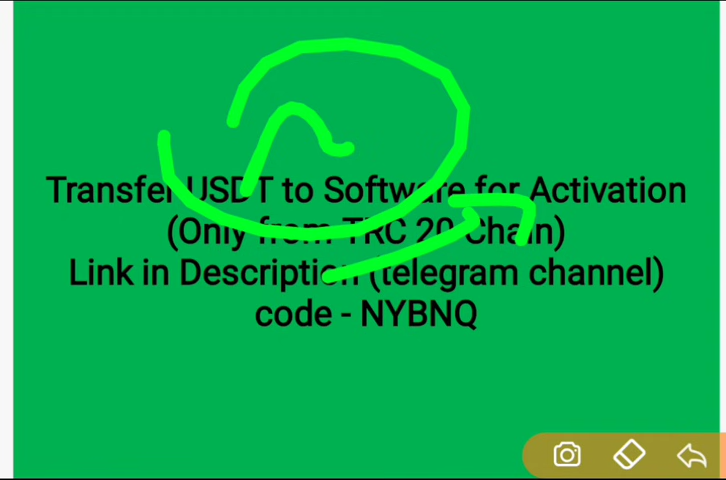 Transfer USDT to Software for Activation
(Only from TRC 20 Chain)
Link in Description (telegram channel)
code - NYBNQ